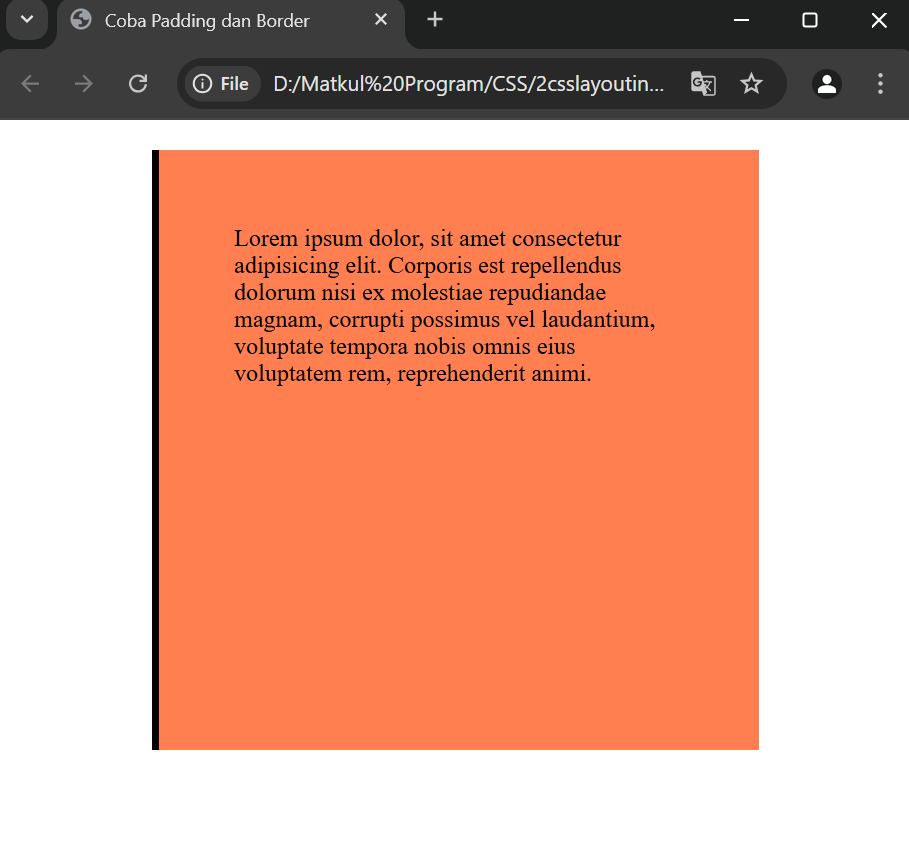 Coba Padding dan Border
File
D:/Matkul%20Program/CSS/2csslayoutin...
Lorem ipsum dolor, sit amet consectetur
adipisicing elit. Corporis est repellendus
dolorum nisi ex molestiae repudiandae
magnam, corrupti possimus vel laudantium,
voluptate tempora nobis omnis eius
voluptatem rem, reprehenderit animi.